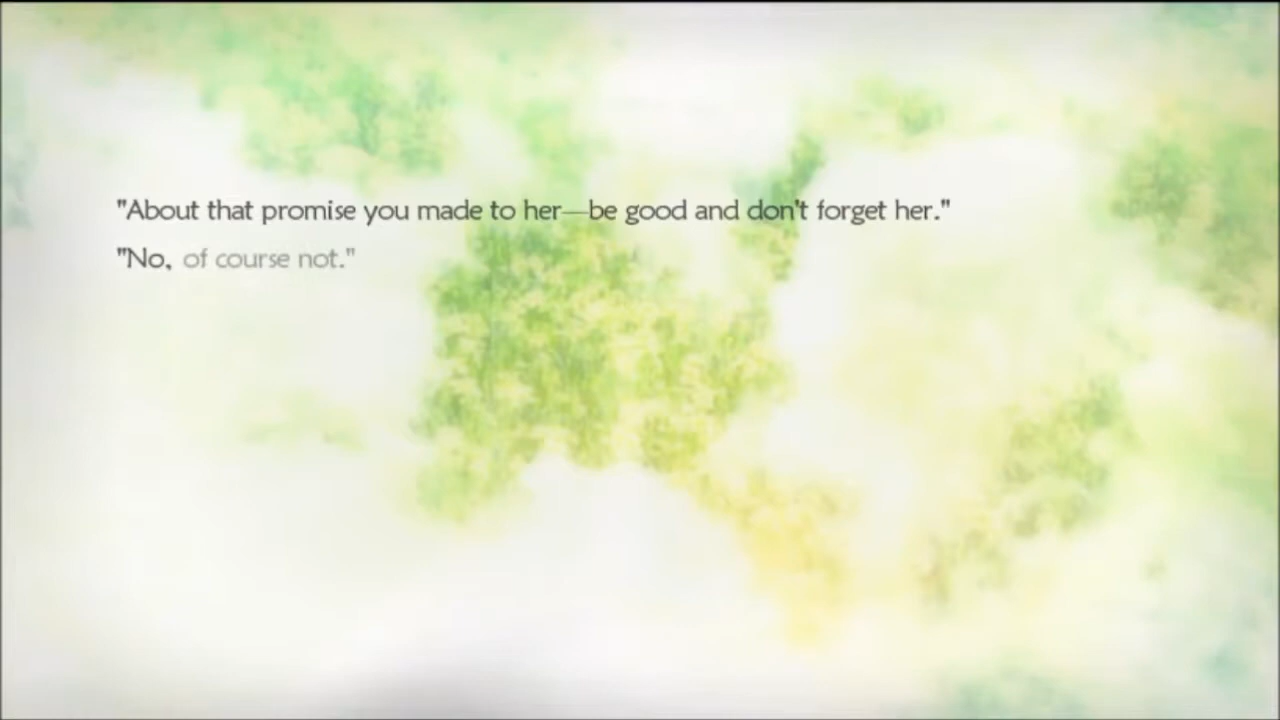 "About that promise you made to her—be good and don't forget her."
"No, of course not."